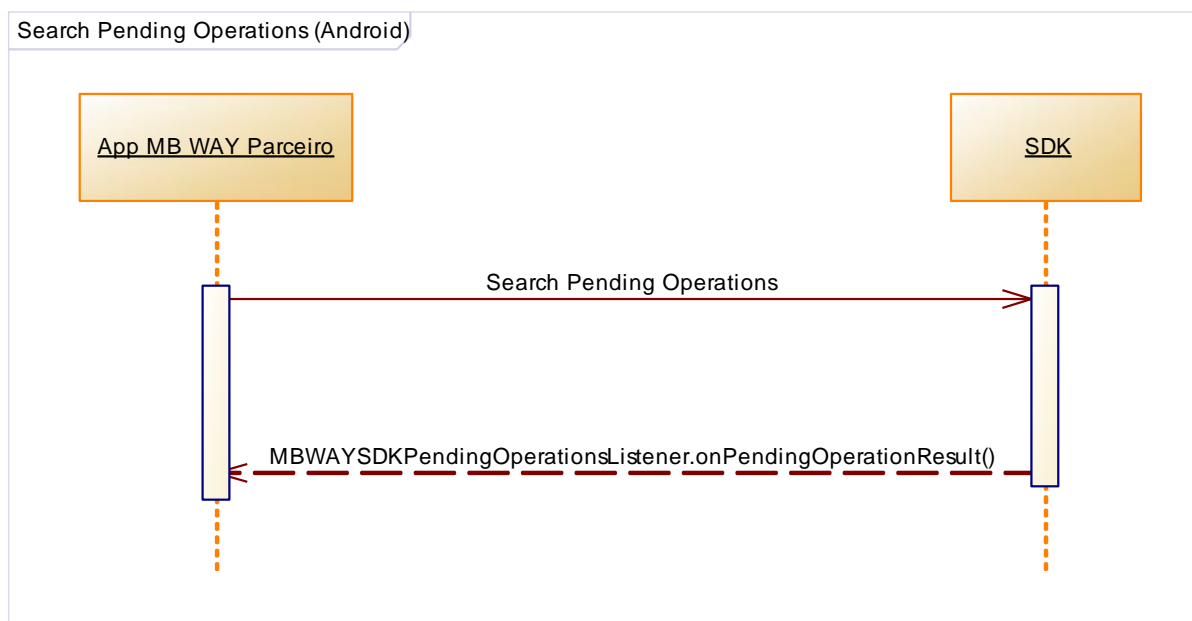 Search Pending Operations (Android)
App MB WAY Parceiro
SDK
Search Pending Operations
MBWAYSDKPendingOperationsListener.onPendingOperationResult()